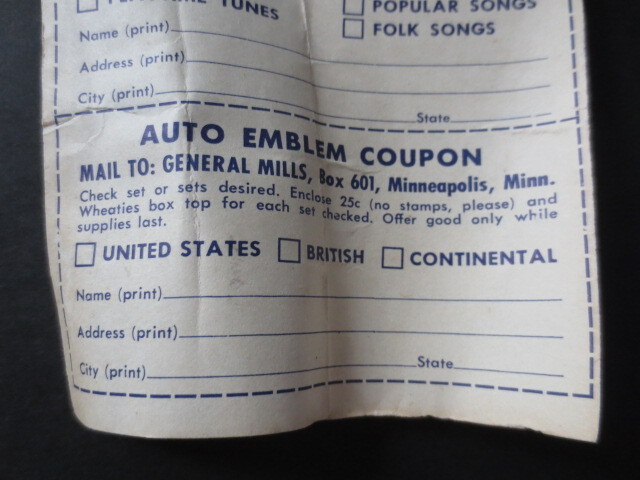 TUNES
POPULAR SONGS
FOLK SONGS
Name (print)
Address (print)
City (print) State
AUTO EMBLEM COUPON
MAIL TO: GENERAL MILLS, Box 601, Minneapolis, Minn.
Check set or sets desired. Enclose 25c (no stamps, please) and
Wheaties box top for each set checked. Offer good only while
supplies last.
UNITED STATES BRITISH CONTINENTAL
Name (print)
Address (print)
City (print) State